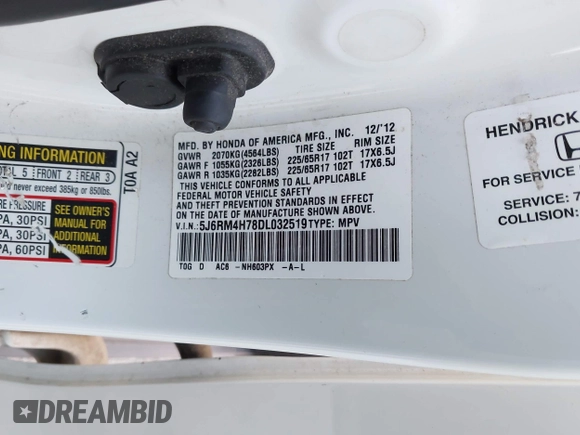 NG INFORMATION
TOTAL 5 FRONT 2 REAR 3
d never exceed 385kg or 850lbs.
RE PRESSURE
PA, 30PSI
PA, 30PSI
PA, 60PSI
SEE OWNER'S
MANUAL FOR
ADDITIONAL
INFORMATION
T0A A2
MFD. BY HONDA OF AMERICA MFG., INC. 12/'12
GVWR 2070KG(4564LBS) TIRE SIZE RIM SIZE
GAWR F 1055KG(2326LBS) 225/65R17 102T 17X6.5J
GAWR R 1035KG(2282LBS) 225/65R17 102T 17X6.5J
THIS VEHICLE CONFORMS TO ALL APPLICABLE
FEDERAL MOTOR VEHICLE SAFETY
AND THEFT PREVENTION STANDARDS IN
EFFECT ON THE DATE OF MANUFACTURE SHOWN ABOVE.
V.I.N.: 5J6RM4H78DL032519 TYPE: MPV
T0G D AC6 -NH603PX -A-L
HENDRICK
FOR SERVICE
SERVICE: 7
COLLISION:
DREAMBID